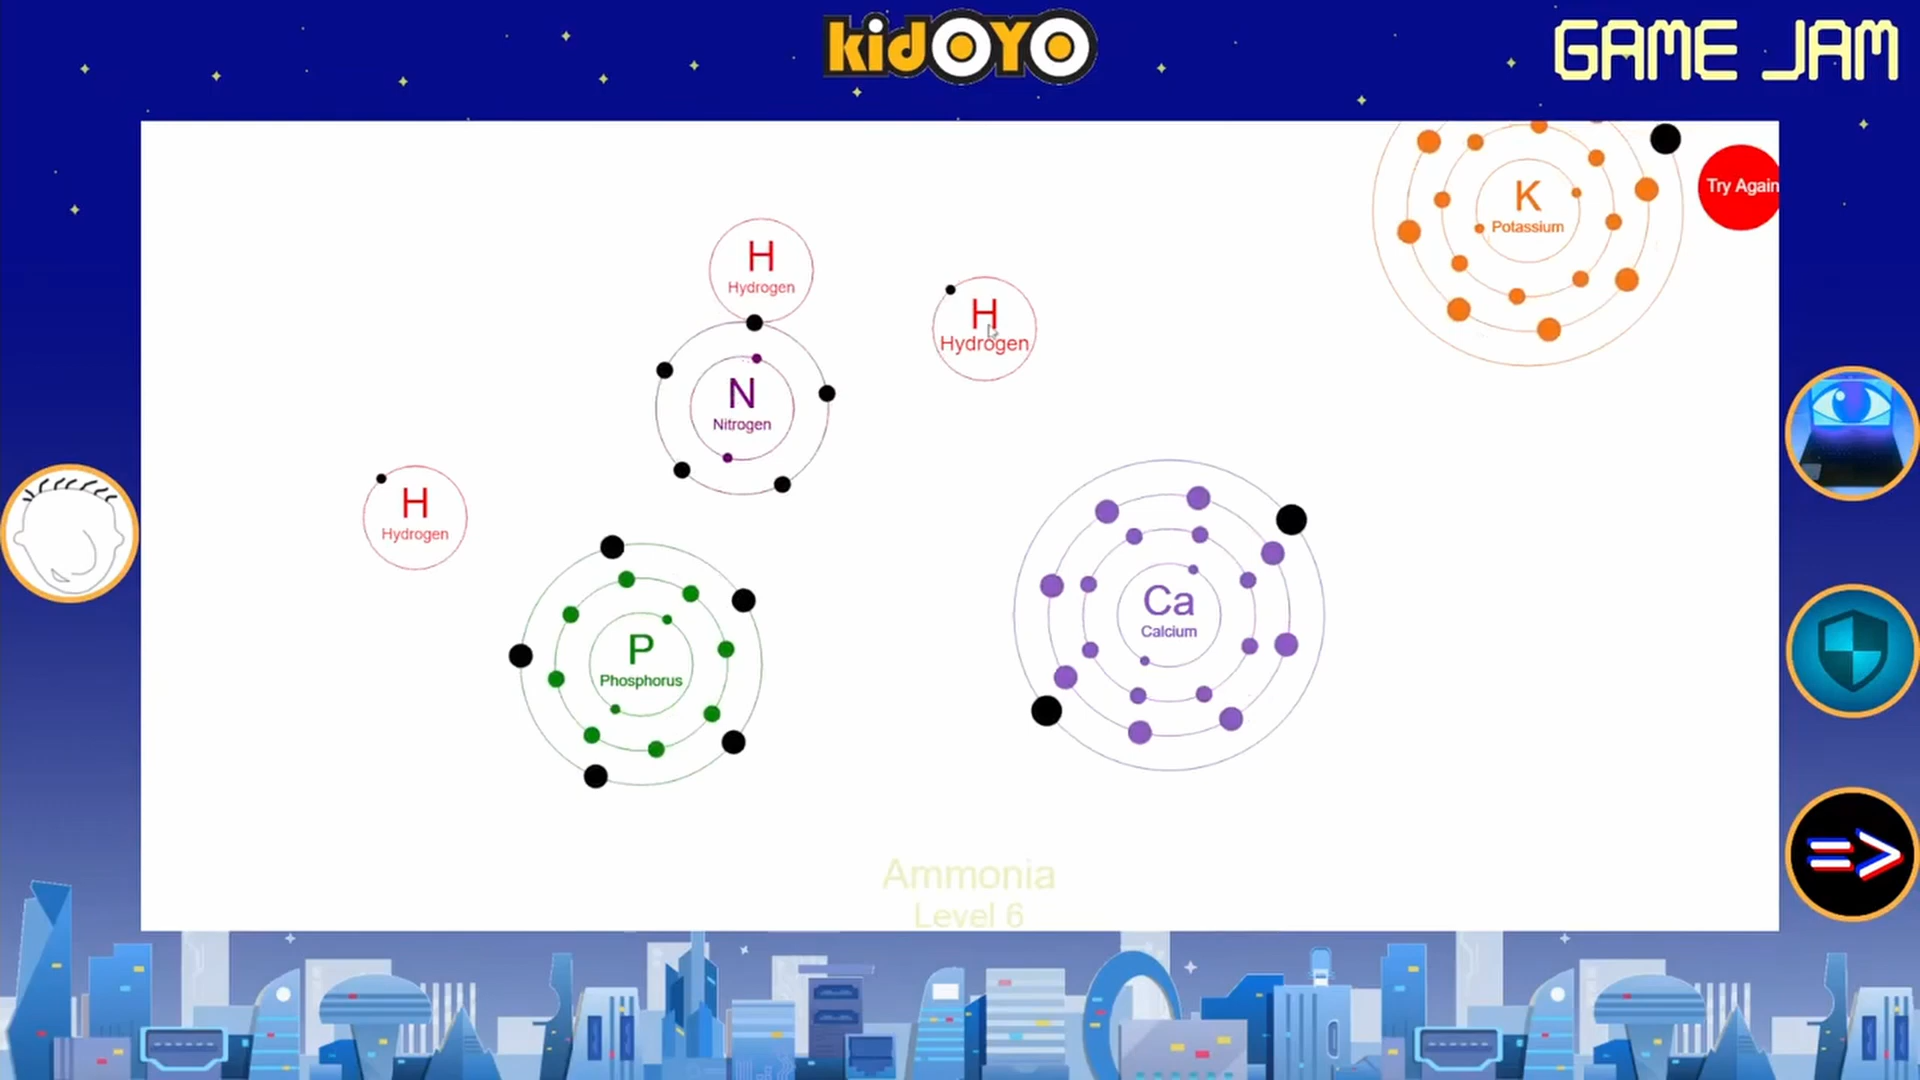 kidOYO
GAME JAM
K
Potassium
Try Again
H
Hydrogen
H
Hydrogen
N
Nitrogen
H
Hydrogen
Ca
Calcium
P
Phosphorus
=>
Ammonia
Level 6